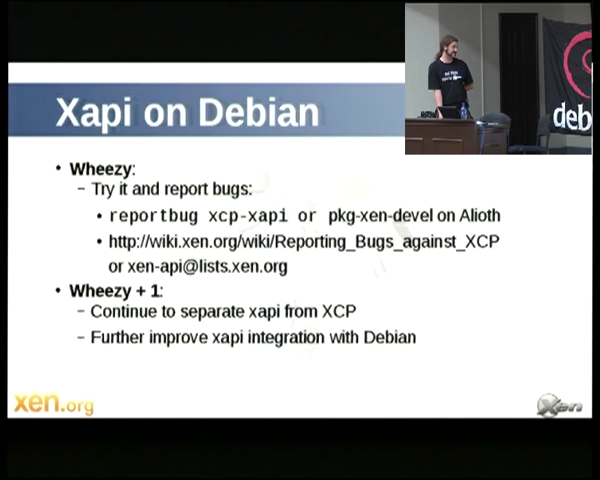 Xapi on Debian
• Wheezy:
– Try it and report bugs:
• reportbug xcp-xapi or pkg-xen-devel on Alioth
• http://wiki.xen.org/wiki/Reporting_Bugs_against_XCP
or xen-api@lists.xen.org
• Wheezy + 1:
– Continue to separate xapi from XCP
– Further improve xapi integration with Debian
xen.org
Xen
deb